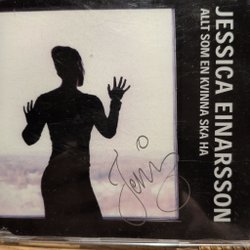 JESSICA EINARSSON
ALLT SOM EN KVINNA SKA HA